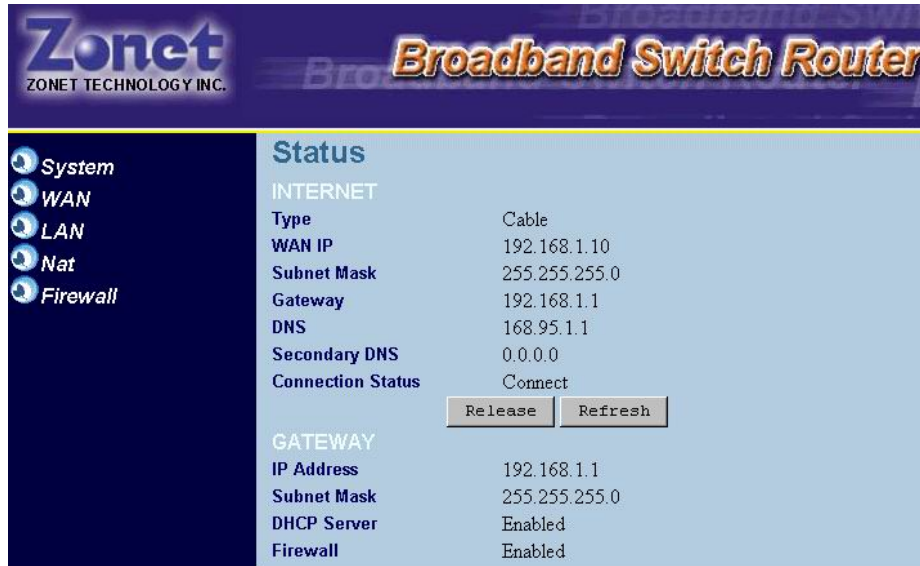 Zonet
ZONET TECHNOLOGY INC.
Broadband Switch Router
System
WAN
LAN
Nat
Firewall
Status
INTERNET
Type Cable
WAN IP 192.168.1.10
Subnet Mask 255.255.255.0
Gateway 192.168.1.1
DNS 168.95.1.1
Secondary DNS 0.0.0.0
Connection Status Connect
Release Refresh
GATEWAY
IP Address 192.168.1.1
Subnet Mask 255.255.255.0
DHCP Server Enabled
Firewall Enabled